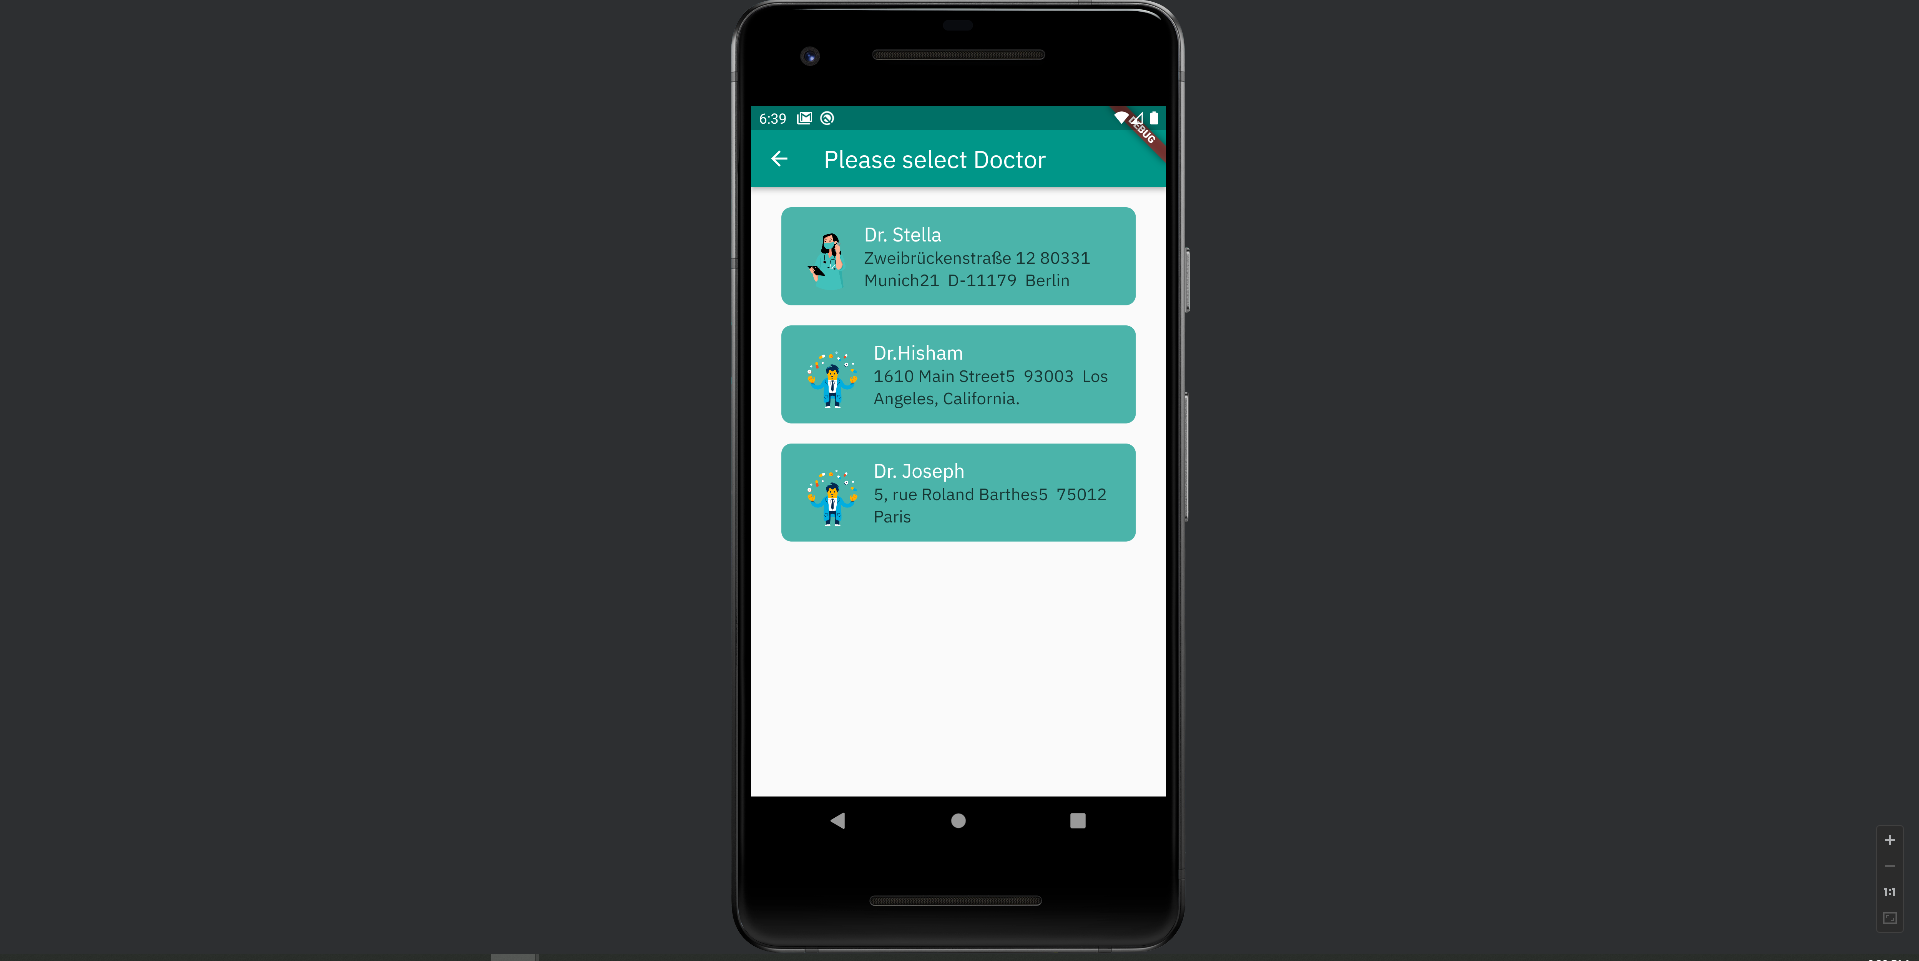 6:39
DEBUG
Please select Doctor
Dr. Stella
Zweibrückenstraße 12 80331
Munich21  D-11179  Berlin
Dr.Hisham
1610 Main Street5  93003  Los
Angeles, California.
Dr. Joseph
5, rue Roland Barthes5  75012
Paris
1:1